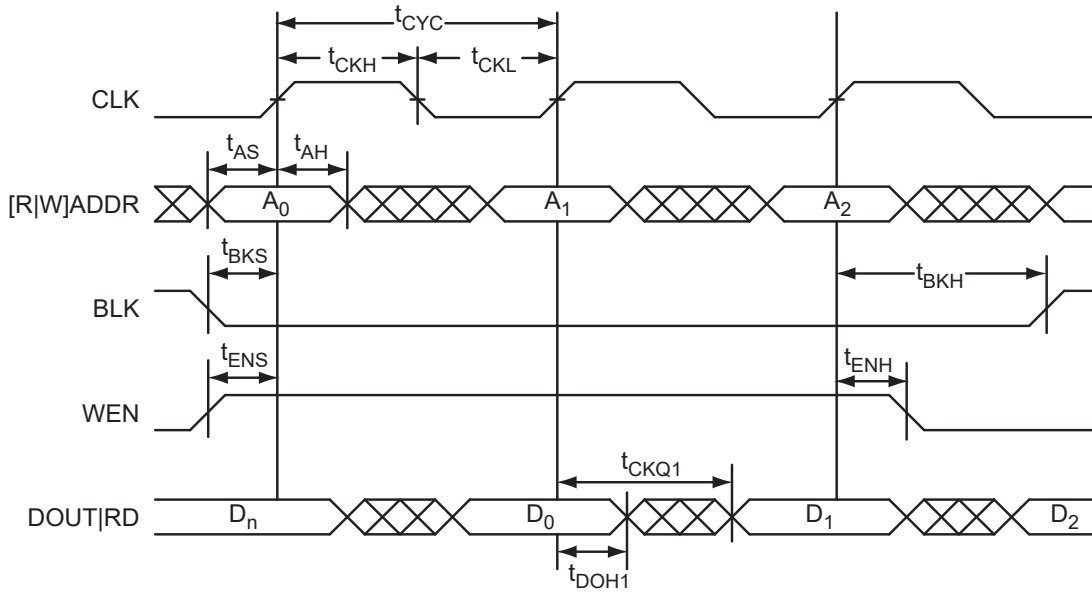 tCYC
tCKH tCKL
CLK
tAS tAH
[R|W]ADDR A0 A1 A2
tBKS tBKH
BLK
tENS tENH
WEN
tCKQ1
DOUT|RD Dn D0 D1 D2
tDOH1